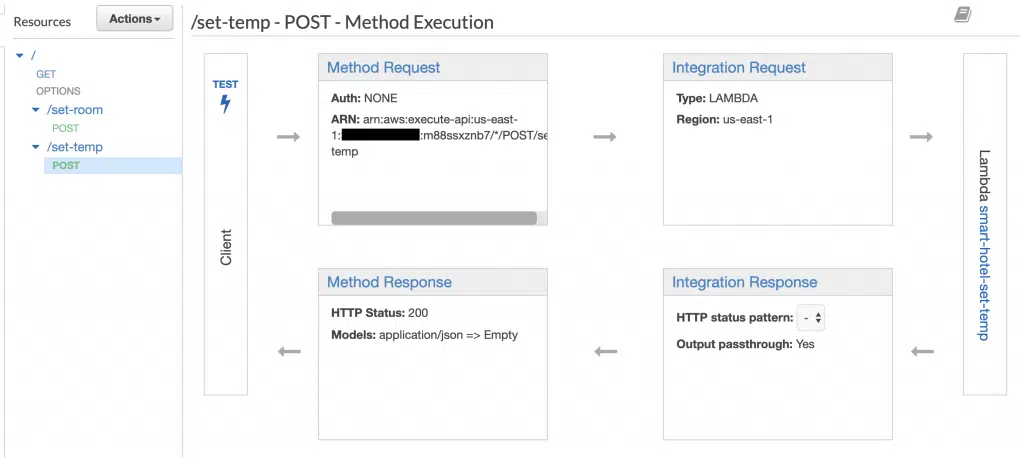 Resources
Actions
/
GET
OPTIONS
/set-room
POST
/set-temp
POST
/set-temp - POST - Method Execution
TEST
Client
Method Request
Auth: NONE
ARN: arn:aws:execute-api:us-east-
1: :m88ssxznb7/*/POST/se
temp
Integration Request
Type: LAMBDA
Region: us-east-1
Lambda smart-hotel-set-temp
Method Response
HTTP Status: 200
Models: application/json => Empty
Integration Response
HTTP status pattern: -
Output passthrough: Yes